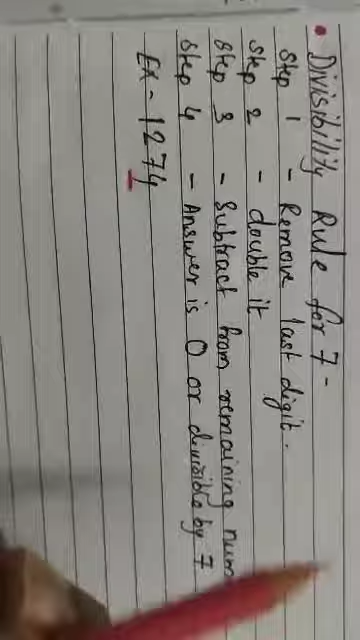 • Divisibility Rule for 7 -
Step 1 - Remove last digit.
Step 2 - double it
Step 3 - Subtract from remaining num
Step 4 - Answer is 0 or divisible by 7
Ex - 1274